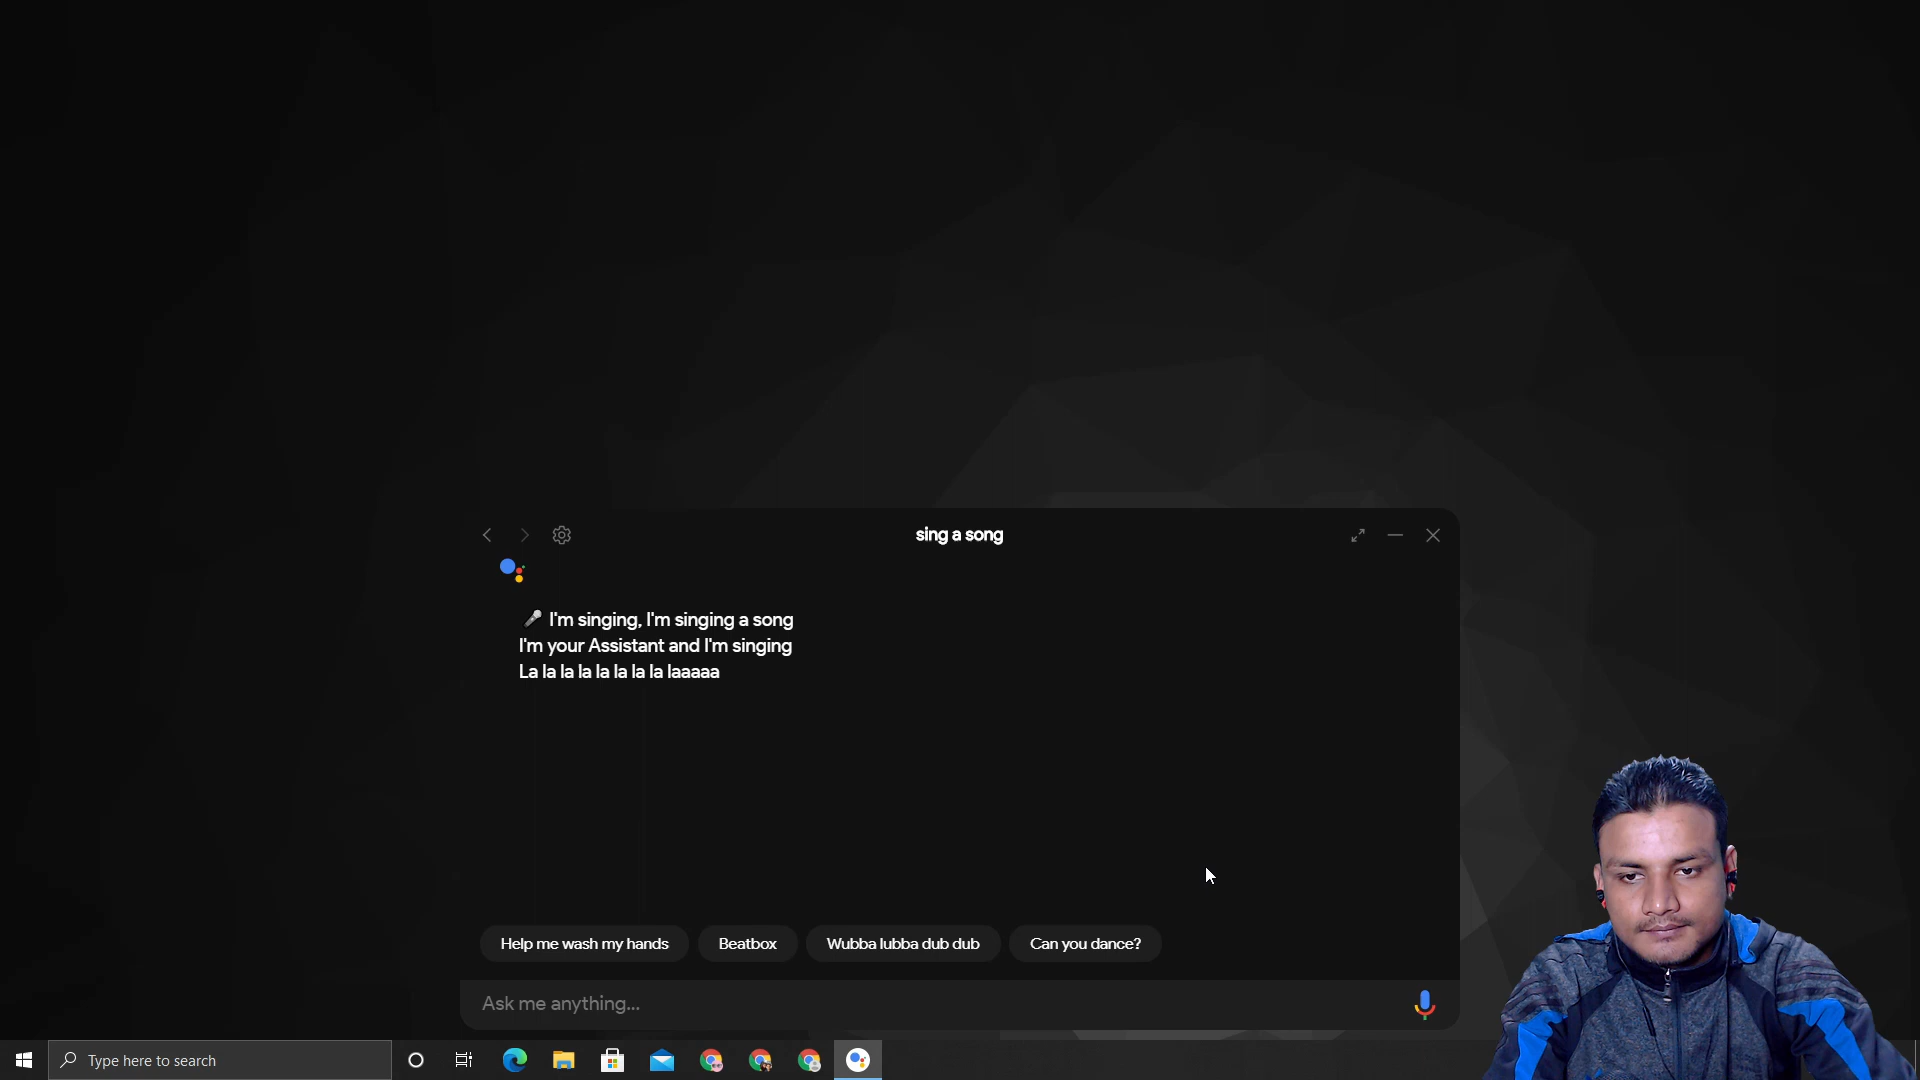 sing a song
🎤 I'm singing, I'm singing a song
I'm your Assistant and I'm singing
La la la la la la la la laaaaa
Help me wash my hands
Beatbox
Wubba lubba dub dub
Can you dance?
Ask me anything...
Type here to search